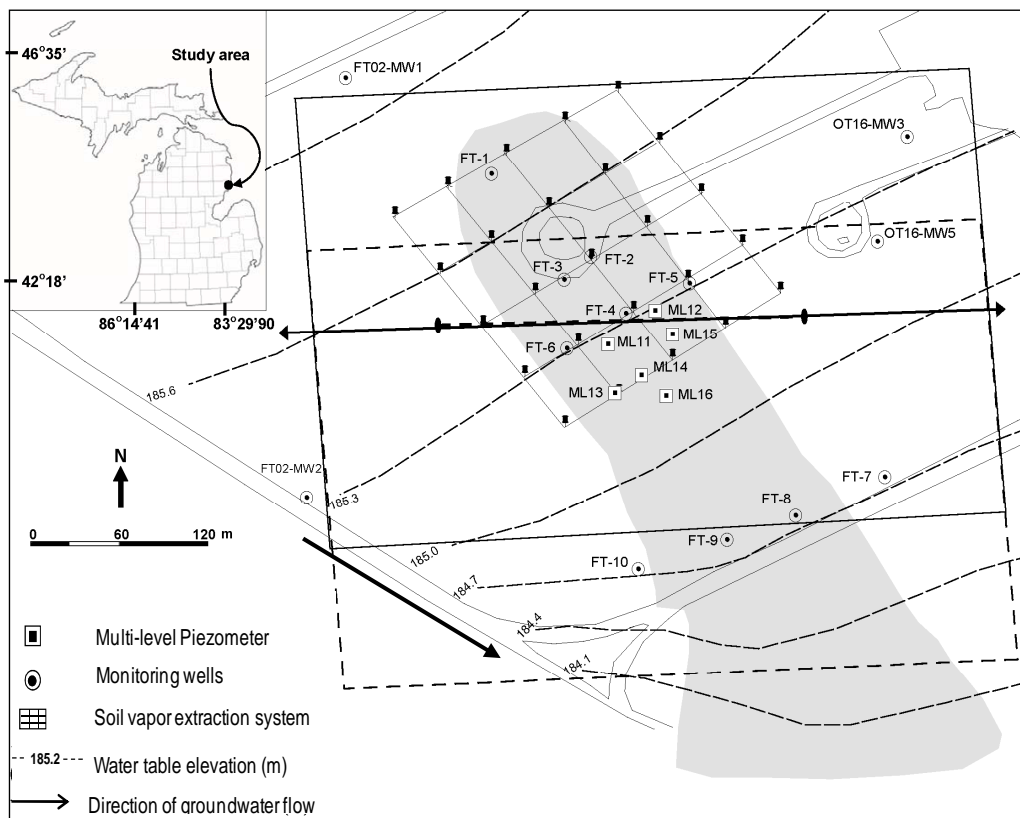 46°35'
Study area
FT02-MW1
OT16-MW3
FT-1
OT16-MW5
FT-2
FT-3
FT-5
42°18'
86°14'41
83°29'90
FT-4
ML12
ML15
FT-6
ML11
ML14
ML13
ML16
185.6
N
FT02-MW2
185.3
FT-7
FT-8
0 60 120 m
FT-9
185.0
FT-10
184.7
184.4
184.1
Multi-level Piezometer
Monitoring wells
Soil vapor extraction system
185.2 Water table elevation (m)
Direction of groundwater flow